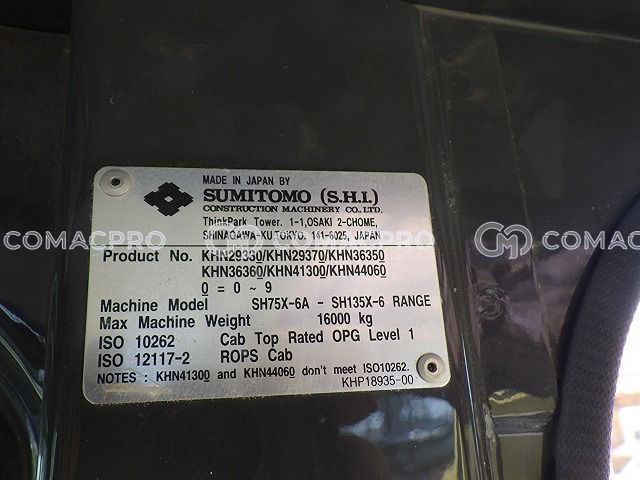 MADE IN JAPAN BY
SUMITOMO (S.H.I.)
CONSTRUCTION MACHINERY CO., LTD.
ThinkPark Tower. 1-1,OSAKI 2-CHOME,
SHINAGAWA-KU TOKYO. 141-6025, JAPAN
COMACPRO
COMACPRO
Product No. KHN29350/KHN29370/KHN36350
KHN36360/KHN41300/KHN44060
0 = 0 ~ 9
Machine Model SH75X-6A - SH135X-6 RANGE
Max Machine Weight 16000 kg
ISO 10262 Cab Top Rated OPG Level 1
ISO 12117-2 ROPS Cab
NOTES : KHN41300 and KHN44060 don't meet ISO10262.
KHP18935-00